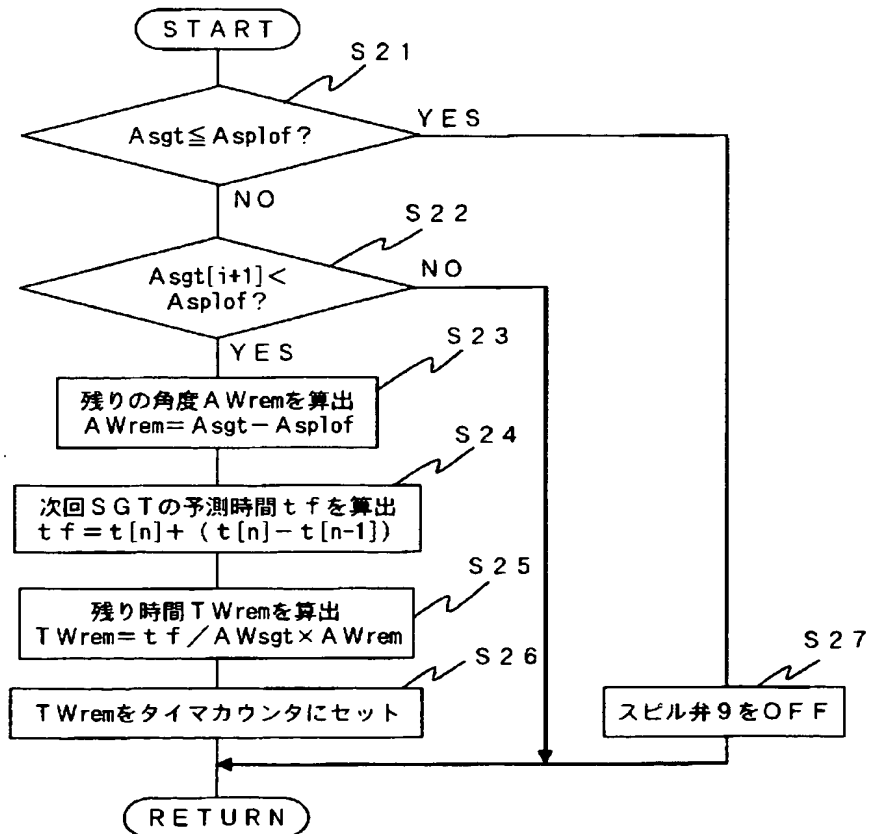 START
S21
Asgt≦Asplof?
YES
NO
S22
Asgt[i+1]<
Asplof?
NO
YES
S23
残りの角度AWremを算出
AWrem=Asgt-Asplof
S24
次回SGTの予測時間tfを算出
tf=t[n]+(t[n]-t[n-1])
S25
残り時間TWremを算出
TWrem=tf/AWsgt×AWrem
S26
TWremをタイマカウンタにセット
S27
スピル弁9をOFF
RETURN